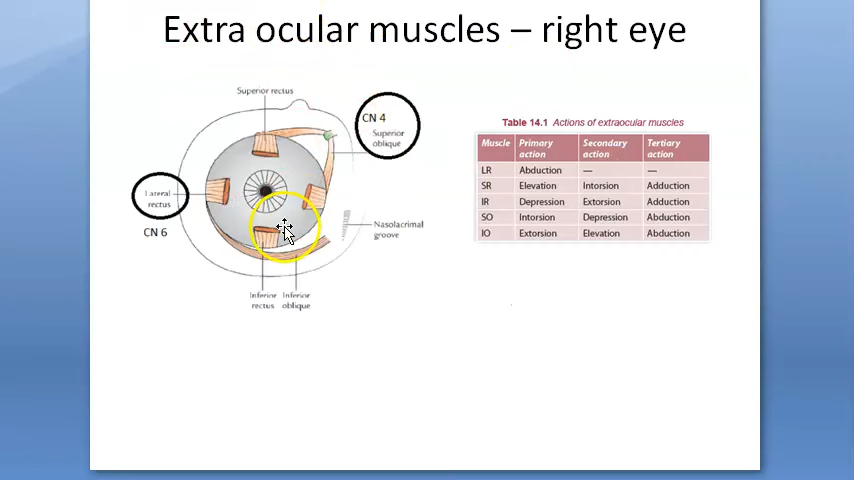 Extra ocular muscles – right eye
Superior rectus
CN 4
Superior
oblique
Lateral
rectus
CN 6
Nasolacrimal
groove
Inferior
rectus
Inferior
oblique
Table 14.1 Actions of extraocular muscles
Muscle Primary action Secondary action Tertiary action
LR Abduction — —
SR Elevation Intorsion Adduction
IR Depression Extorsion Adduction
SO Intorsion Depression Abduction
IO Extorsion Elevation Abduction